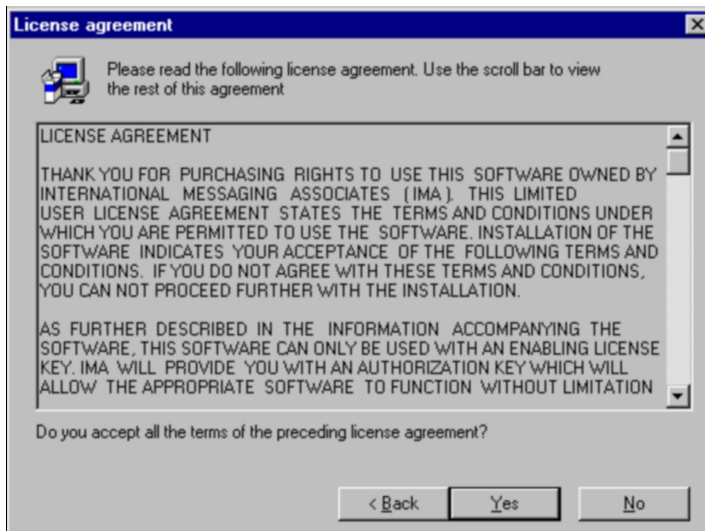 License agreement
Please read the following license agreement. Use the scroll bar to view
the rest of this agreement
LICENSE AGREEMENT
THANK YOU FOR PURCHASING RIGHTS TO USE THIS SOFTWARE OWNED BY
INTERNATIONAL MESSAGING ASSOCIATES ( IMA ). THIS LIMITED
USER LICENSE AGREEMENT STATES THE TERMS AND CONDITIONS UNDER
WHICH YOU ARE PERMITTED TO USE THE SOFTWARE. INSTALLATION OF THE
SOFTWARE INDICATES YOUR ACCEPTANCE OF THE FOLLOWING TERMS AND
CONDITIONS. IF YOU DO NOT AGREE WITH THESE TERMS AND CONDITIONS,
YOU CAN NOT PROCEED FURTHER WITH THE INSTALLATION.
AS FURTHER DESCRIBED IN THE INFORMATION ACCOMPANYING THE
SOFTWARE, THIS SOFTWARE CAN ONLY BE USED WITH AN ENABLING LICENSE
KEY. IMA WILL PROVIDE YOU WITH AN AUTHORIZATION KEY WHICH WILL
ALLOW THE APPROPRIATE SOFTWARE TO FUNCTION WITHOUT LIMITATION
Do you accept all the terms of the preceding license agreement?
< Back
Yes
No